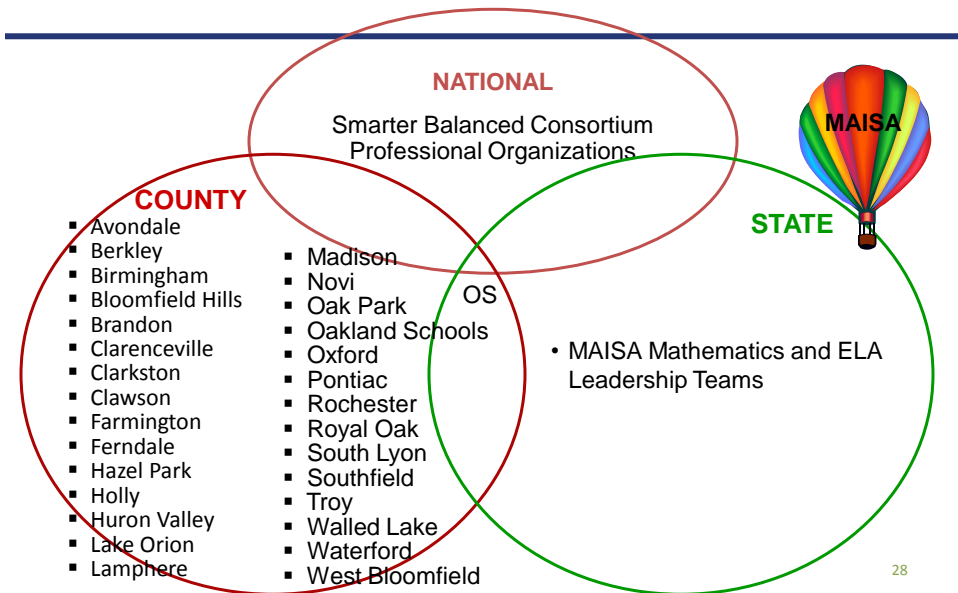 NATIONAL
Smarter Balanced Consortium
Professional Organizations
MAISA
COUNTY
▪ Avondale
▪ Berkley
▪ Birmingham
▪ Bloomfield Hills
▪ Brandon
▪ Clarenceville
▪ Clarkston
▪ Clawson
▪ Farmington
▪ Ferndale
▪ Hazel Park
▪ Holly
▪ Huron Valley
▪ Lake Orion
▪ Lamphere
▪ Madison
▪ Novi
▪ Oak Park
▪ Oakland Schools
▪ Oxford
▪ Pontiac
▪ Rochester
▪ Royal Oak
▪ South Lyon
▪ Southfield
▪ Troy
▪ Walled Lake
▪ Waterford
▪ West Bloomfield
OS
STATE
• MAISA Mathematics and ELA
Leadership Teams
28